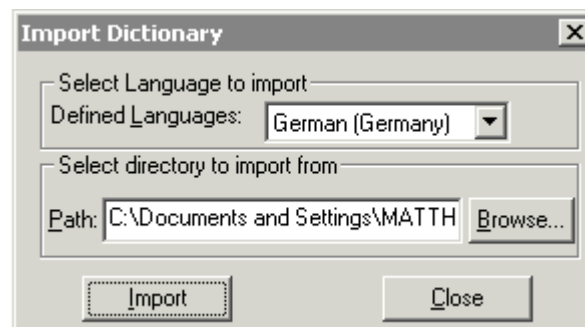 Import Dictionary
Select Language to import
Defined Languages: German (Germany)
Select directory to import from
Path: C:\Documents and Settings\MATTH Browse...
Import Close